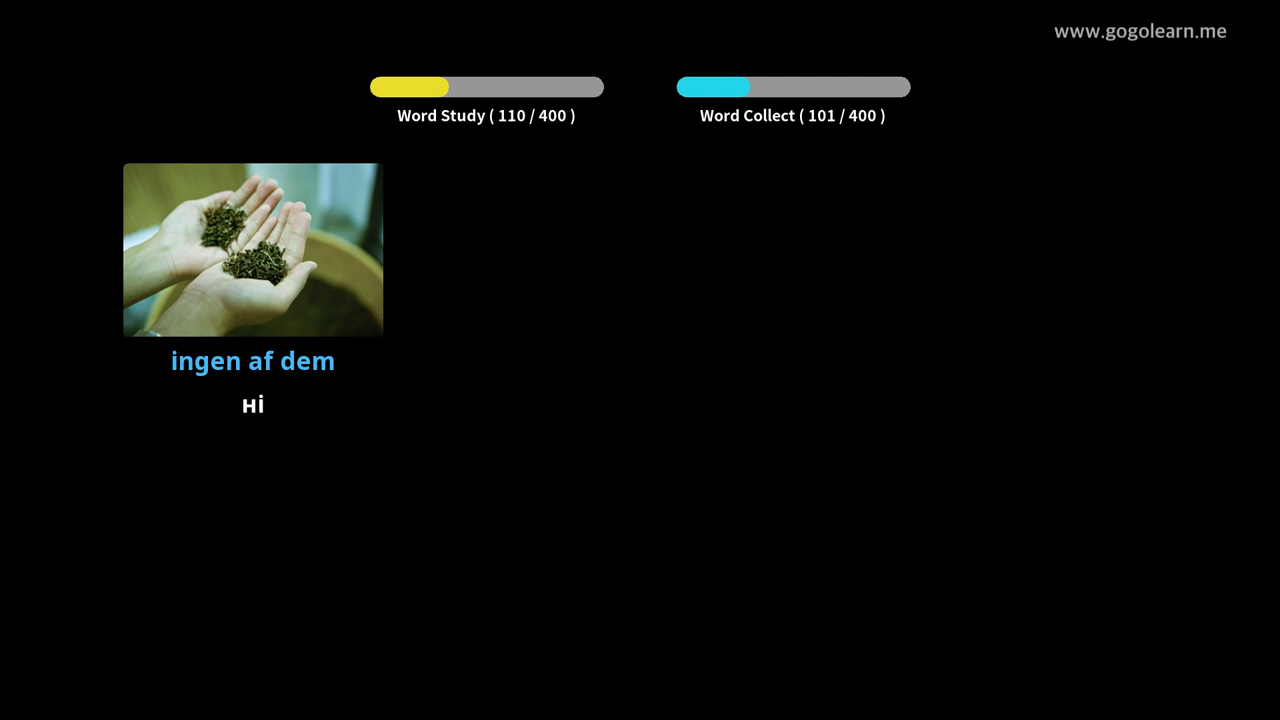 www.gogolearn.me
Word Study ( 110 / 400 )
Word Collect ( 101 / 400 )
ingen af dem
ні